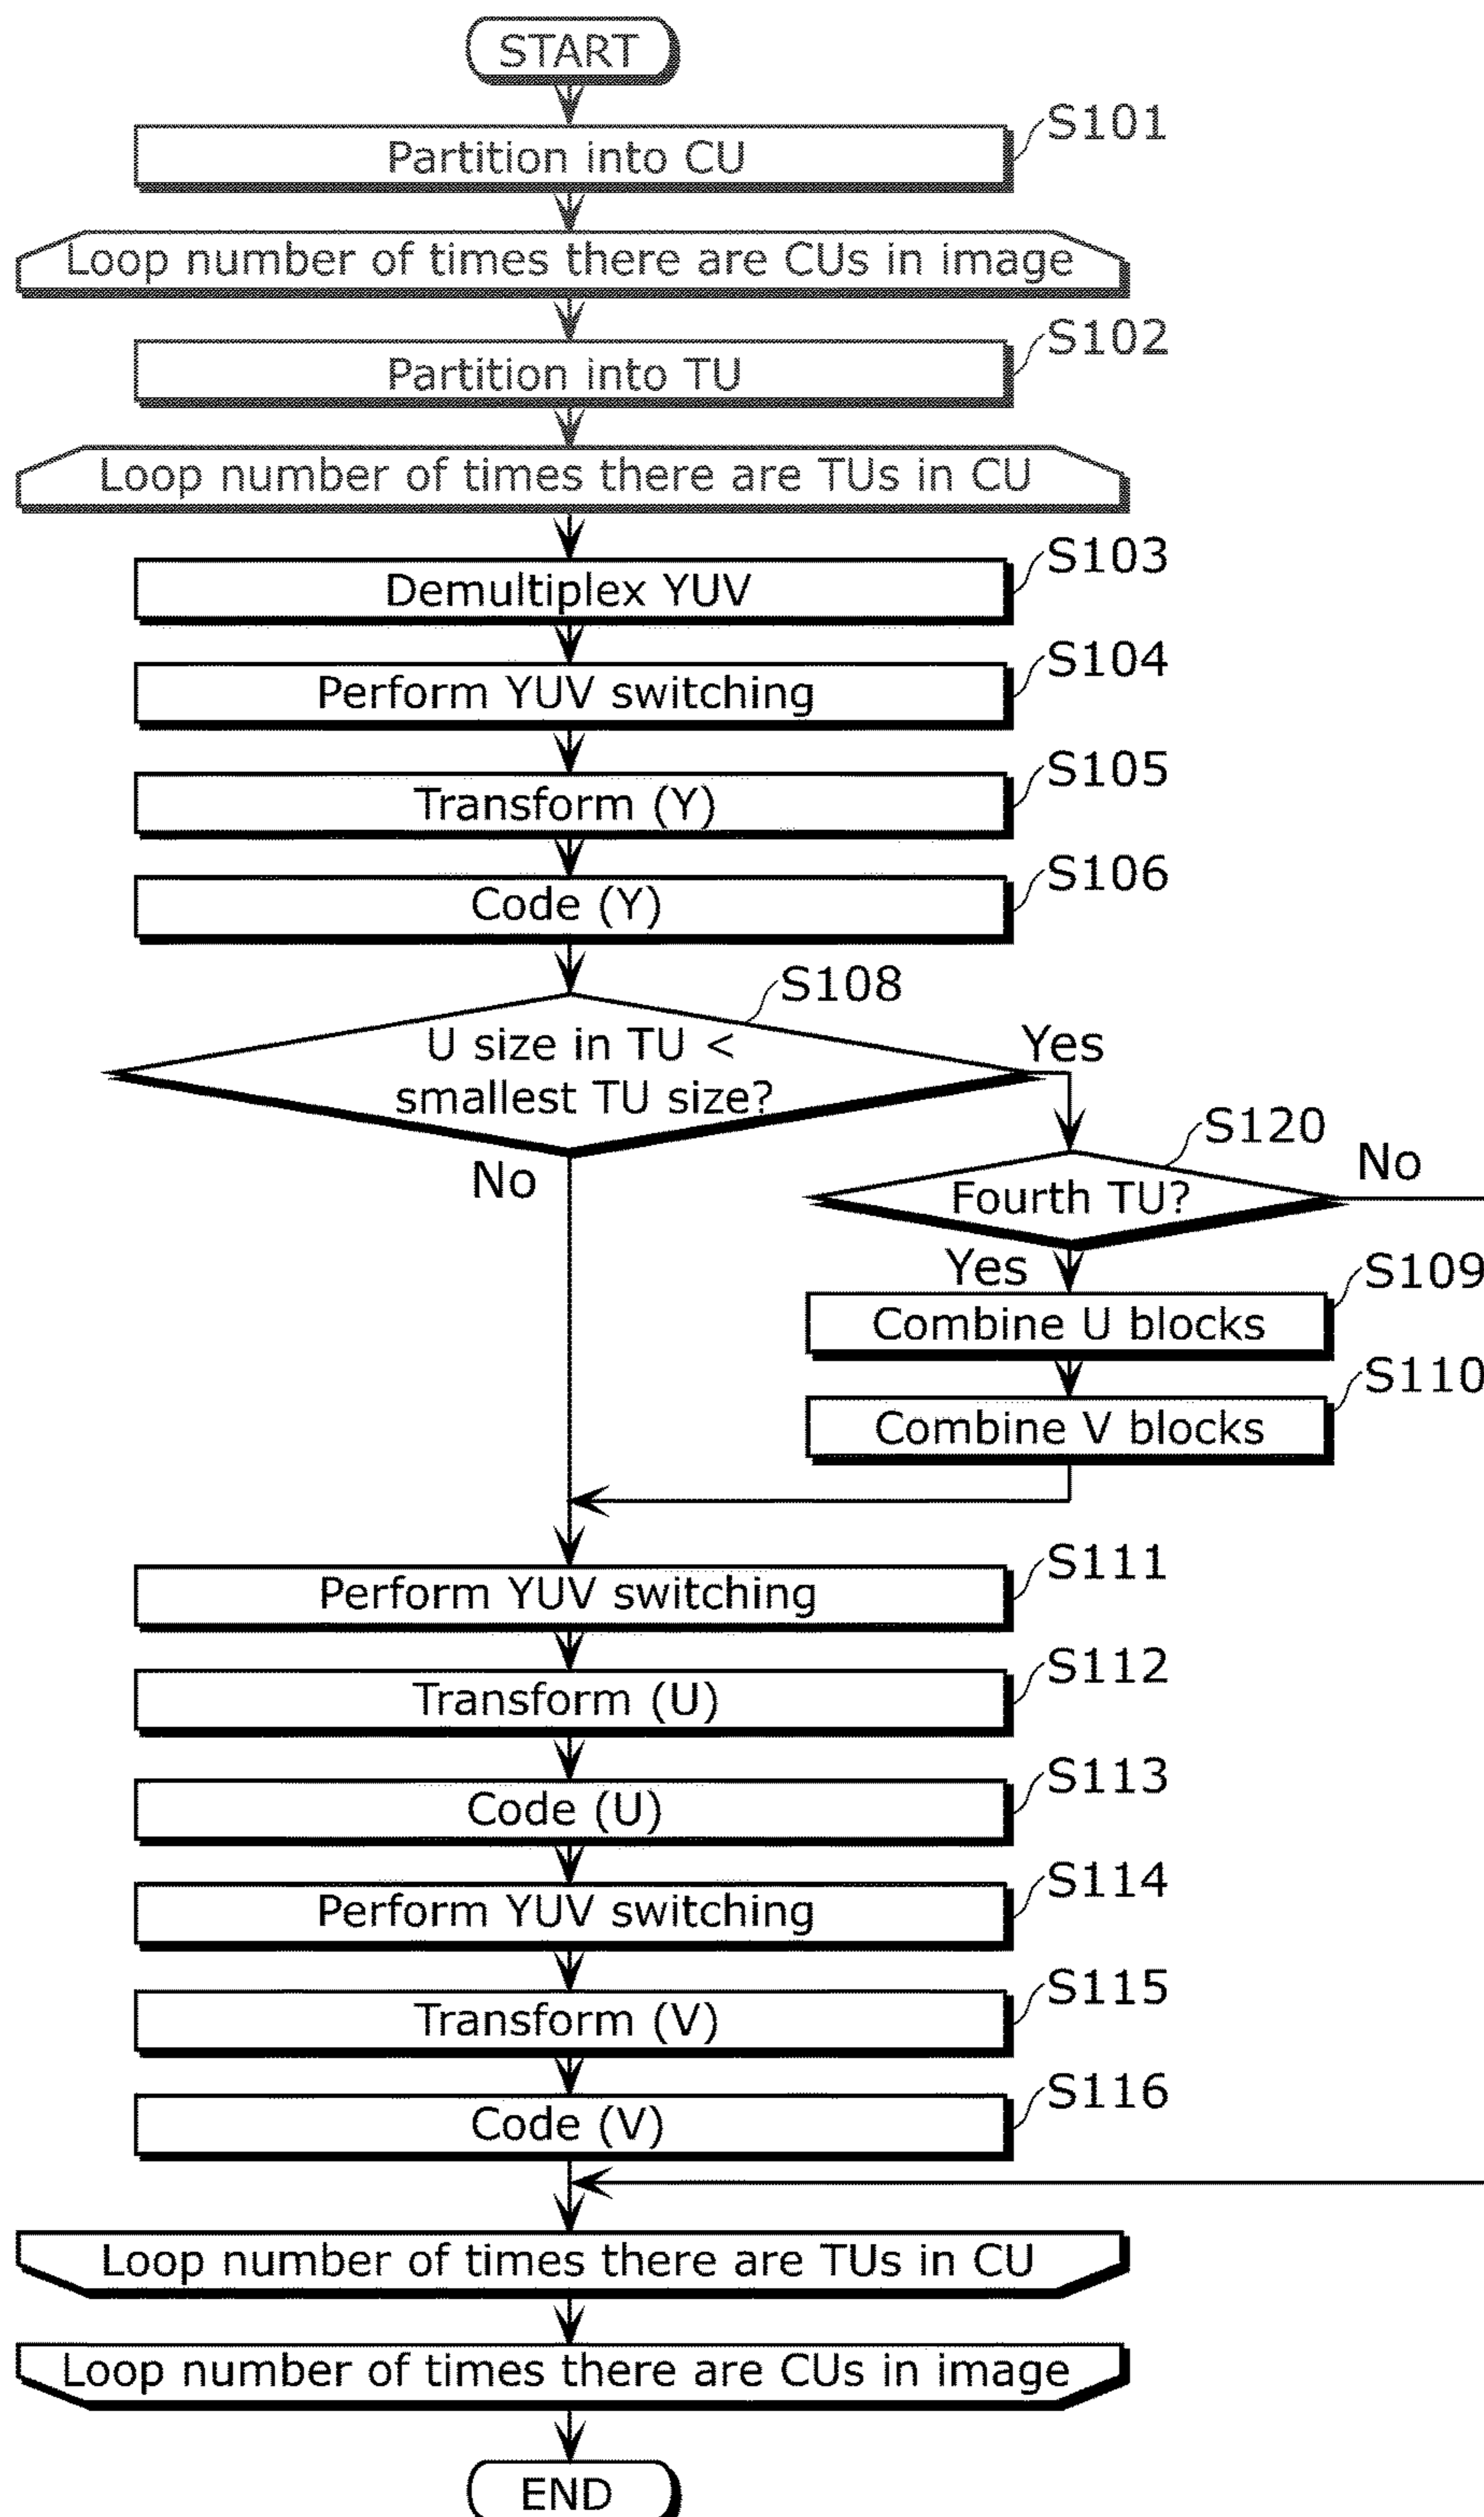 START
S101
Partition into CU
Loop number of times there are CUs in image
S102
Partition into TU
Loop number of times there are TUs in CU
S103
Demultiplex YUV
S104
Perform YUV switching
S105
Transform (Y)
S106
Code (Y)
S108
U size in TU <
smallest TU size?
Yes
No
S120
Fourth TU?
No
Yes
S109
Combine U blocks
S110
Combine V blocks
S111
Perform YUV switching
S112
Transform (U)
S113
Code (U)
S114
Perform YUV switching
S115
Transform (V)
S116
Code (V)
Loop number of times there are TUs in CU
Loop number of times there are CUs in image
END